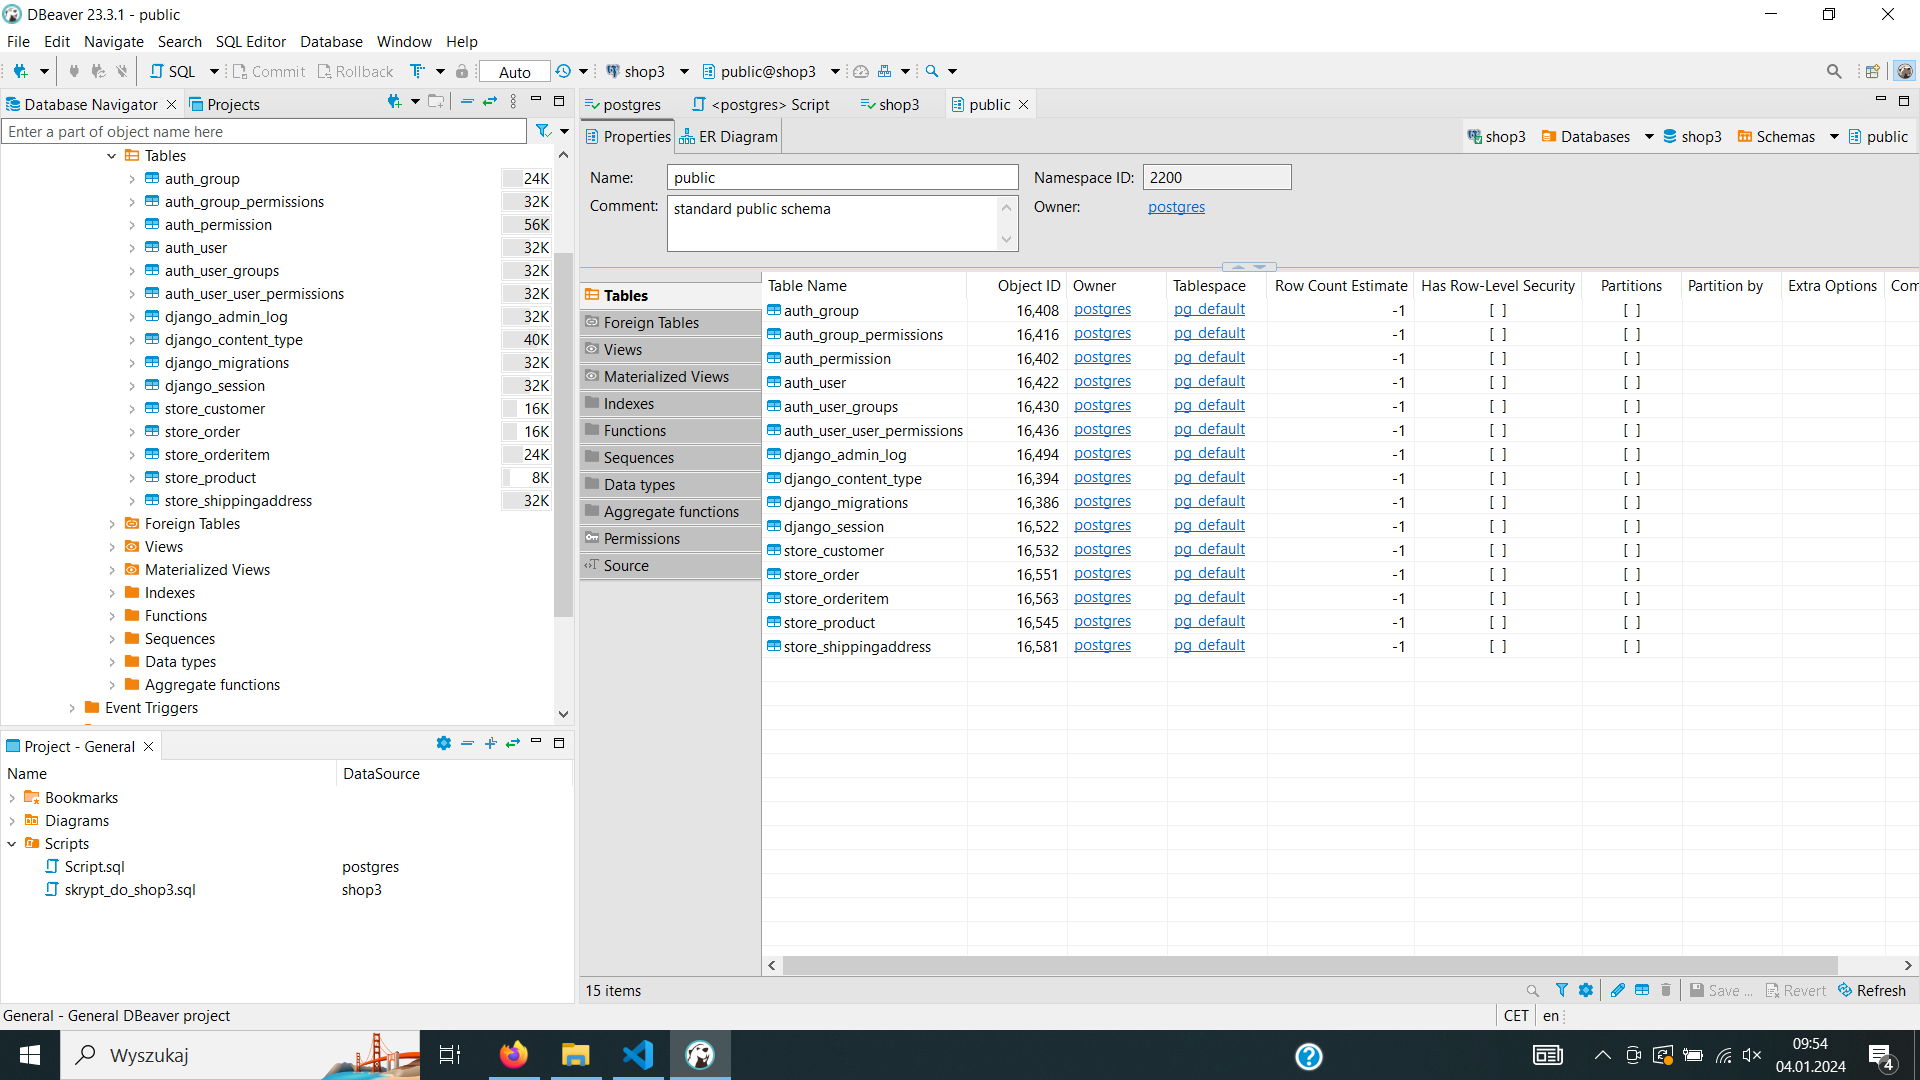 DBeaver 23.3.1 - public
File Edit Navigate Search SQL Editor Database Window Help
SQL Commit Rollback Auto shop3 public@shop3
Database Navigator Projects
Enter a part of object name here
Tables
auth_group 24K
auth_group_permissions 32K
auth_permission 56K
auth_user 32K
auth_user_groups 32K
auth_user_user_permissions 32K
django_admin_log 32K
django_content_type 40K
django_migrations 32K
django_session 32K
store_customer 16K
store_order 16K
store_orderitem 24K
store_product 8K
store_shippingaddress 32K
Foreign Tables
Views
Materialized Views
Indexes
Functions
Sequences
Data types
Aggregate functions
Event Triggers
Project - General
Name DataSource
Bookmarks
Diagrams
Scripts
Script.sql postgres
skrypt_do_shop3.sql shop3
postgres <postgres> Script shop3 public
Properties ER Diagram shop3 Databases shop3 Schemas public
Name: public Namespace ID: 2200
Comment: standard public schema Owner: postgres
Tables
Foreign Tables
Views
Materialized Views
Indexes
Functions
Sequences
Data types
Aggregate functions
Permissions
Source
Table Name Object ID Owner Tablespace Row Count Estimate Has Row-Level Security Partitions Partition by Extra Options Com
auth_group 16,408 postgres pg_default -1 [ ] [ ]
auth_group_permissions 16,416 postgres pg_default -1 [ ] [ ]
auth_permission 16,402 postgres pg_default -1 [ ] [ ]
auth_user 16,422 postgres pg_default -1 [ ] [ ]
auth_user_groups 16,430 postgres pg_default -1 [ ] [ ]
auth_user_user_permissions 16,436 postgres pg_default -1 [ ] [ ]
django_admin_log 16,494 postgres pg_default -1 [ ] [ ]
django_content_type 16,394 postgres pg_default -1 [ ] [ ]
django_migrations 16,386 postgres pg_default -1 [ ] [ ]
django_session 16,522 postgres pg_default -1 [ ] [ ]
store_customer 16,532 postgres pg_default -1 [ ] [ ]
store_order 16,551 postgres pg_default -1 [ ] [ ]
store_orderitem 16,563 postgres pg_default -1 [ ] [ ]
store_product 16,545 postgres pg_default -1 [ ] [ ]
store_shippingaddress 16,581 postgres pg_default -1 [ ] [ ]
15 items Save ... Revert Refresh
General - General DBeaver project CET en
Wyszukaj
09:54
04.01.2024
4